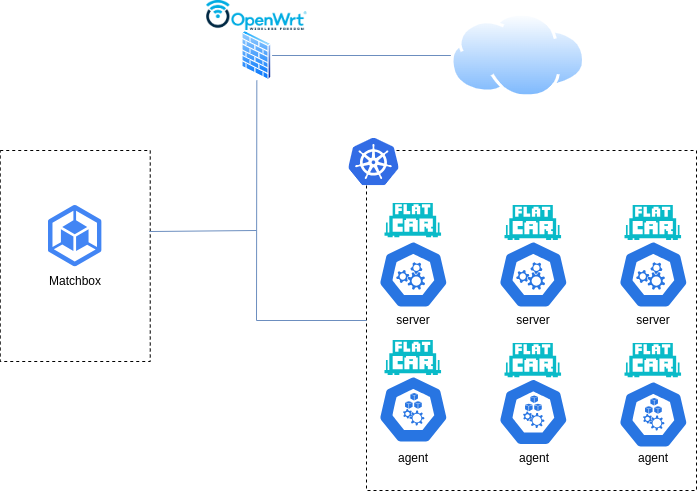 OpenWrt
WIRELESS FREEDOM
Matchbox
FLAT
CAR
FLAT
CAR
FLAT
CAR
server
server
server
FLAT
CAR
FLAT
CAR
FLAT
CAR
agent
agent
agent